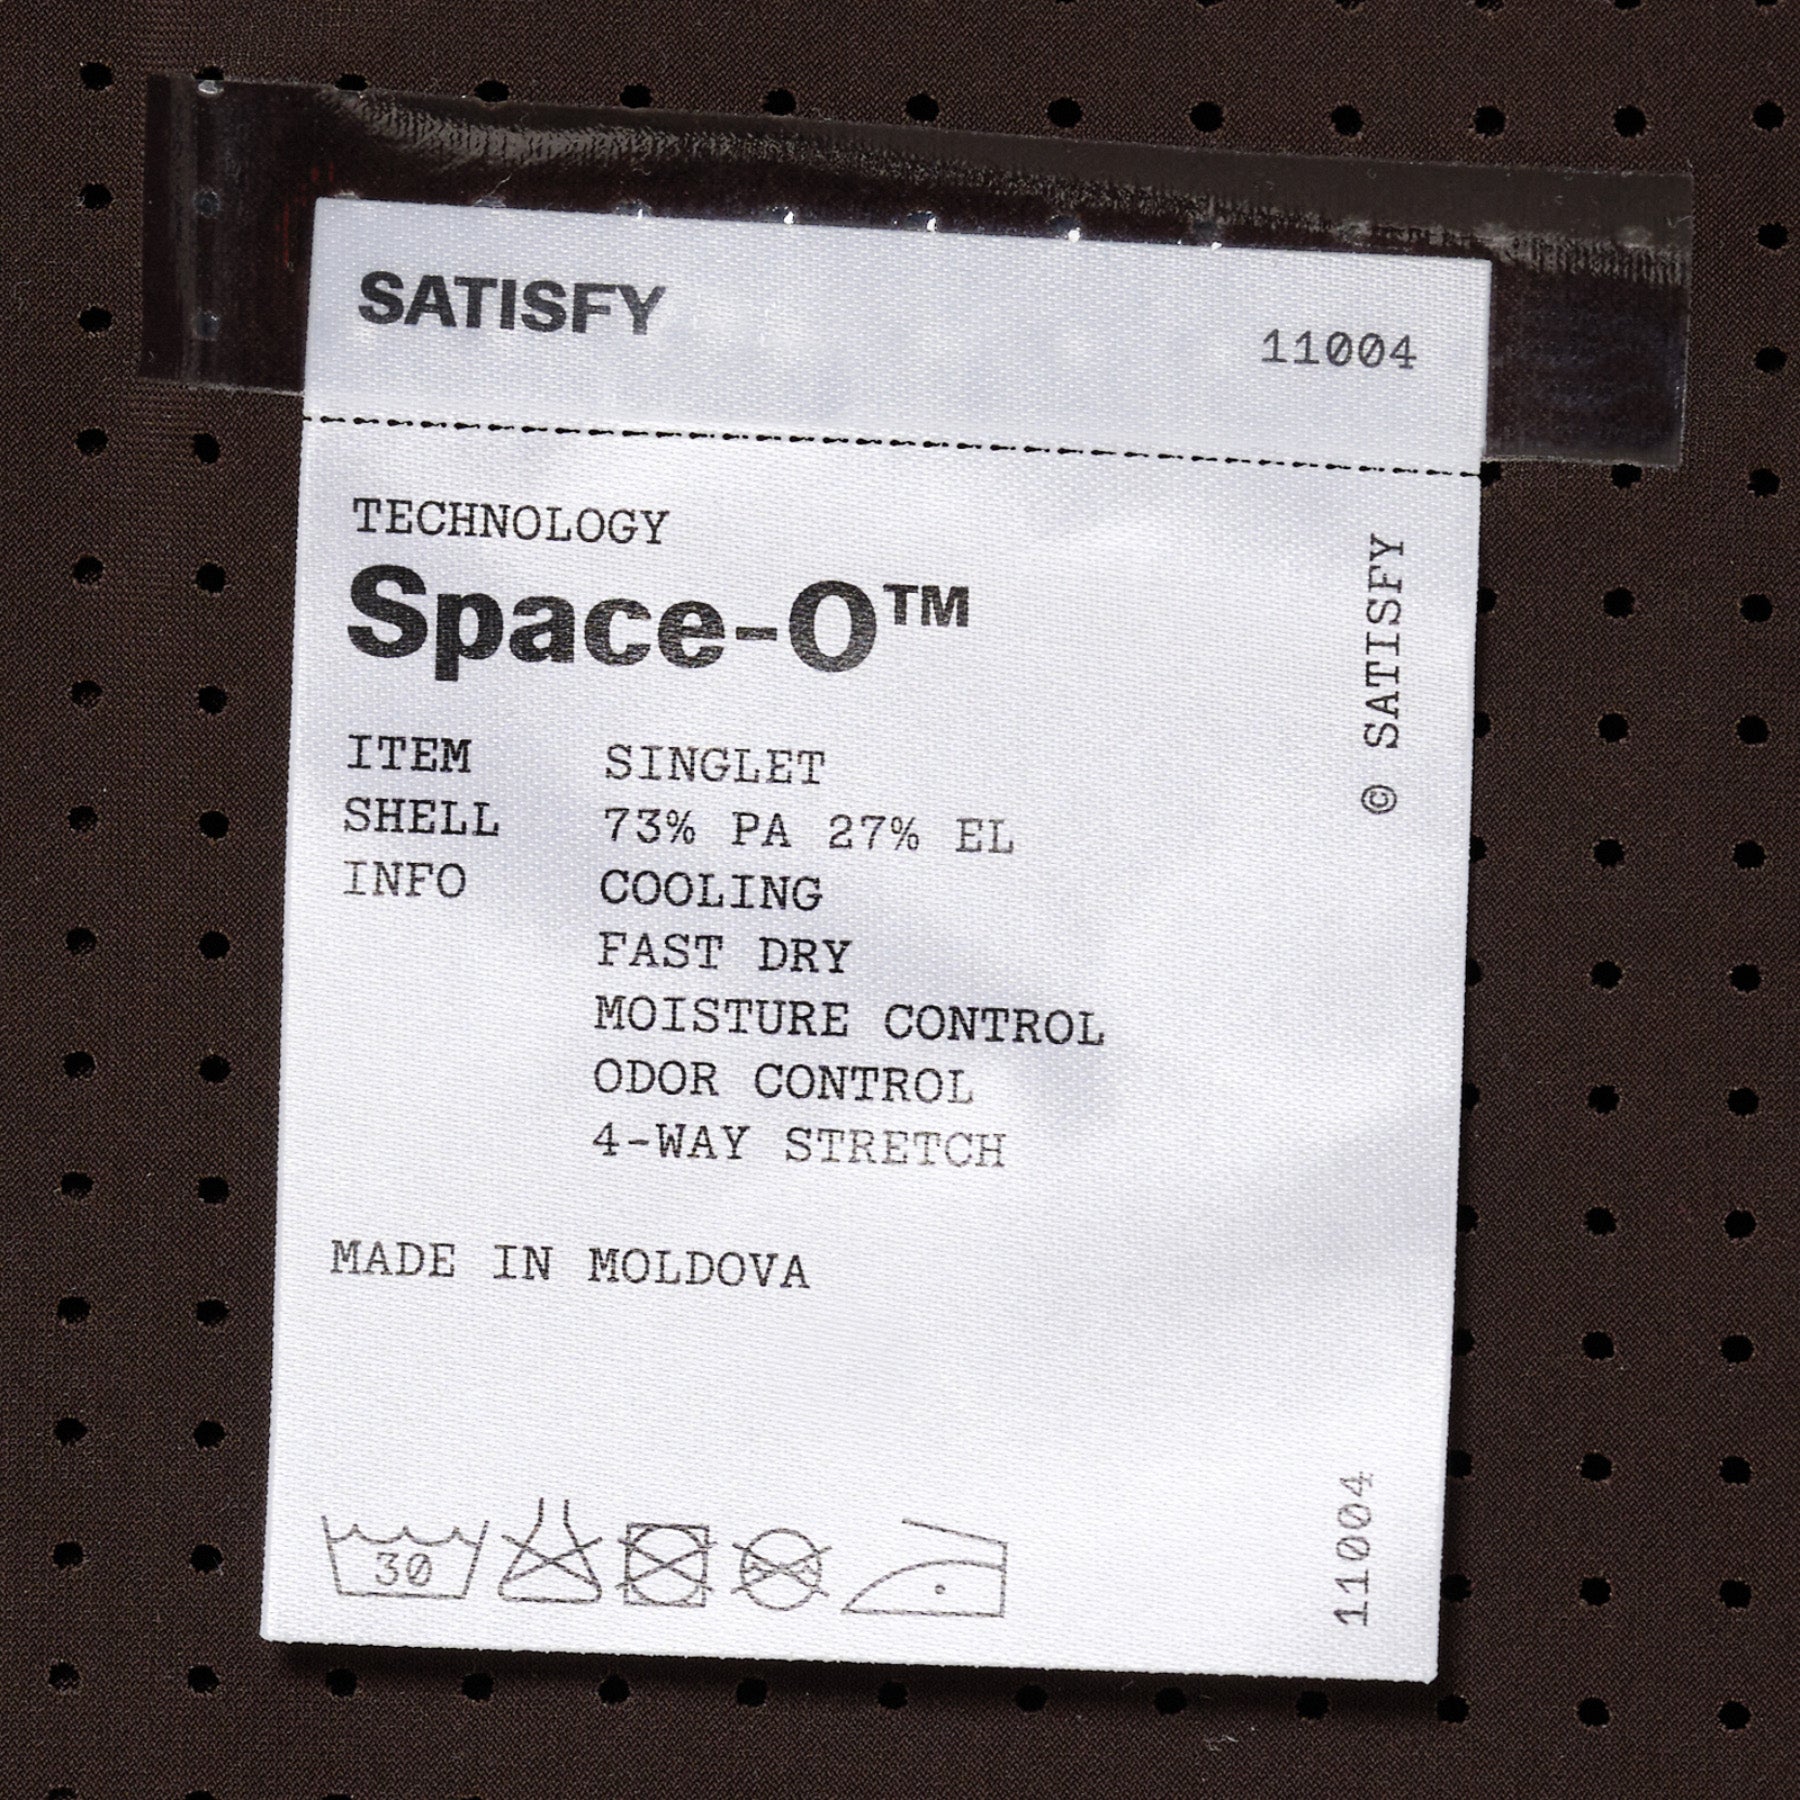 SATISFY
11004
TECHNOLOGY
Space-O™
ITEM SINGLET
SHELL 73% PA 27% EL
INFO COOLING
FAST DRY
MOISTURE CONTROL
ODOR CONTROL
4-WAY STRETCH
MADE IN MOLDOVA
© SATISFY
30
11004